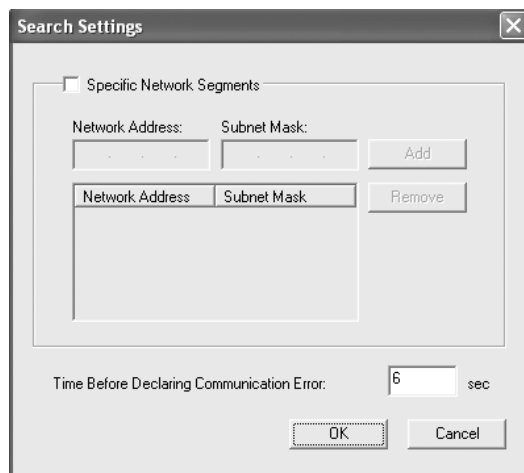 Search Settings
Specific Network Segments
Network Address: Subnet Mask:
. . . . . . Add
Network Address Subnet Mask Remove
Time Before Declaring Communication Error: 6 sec
OK Cancel